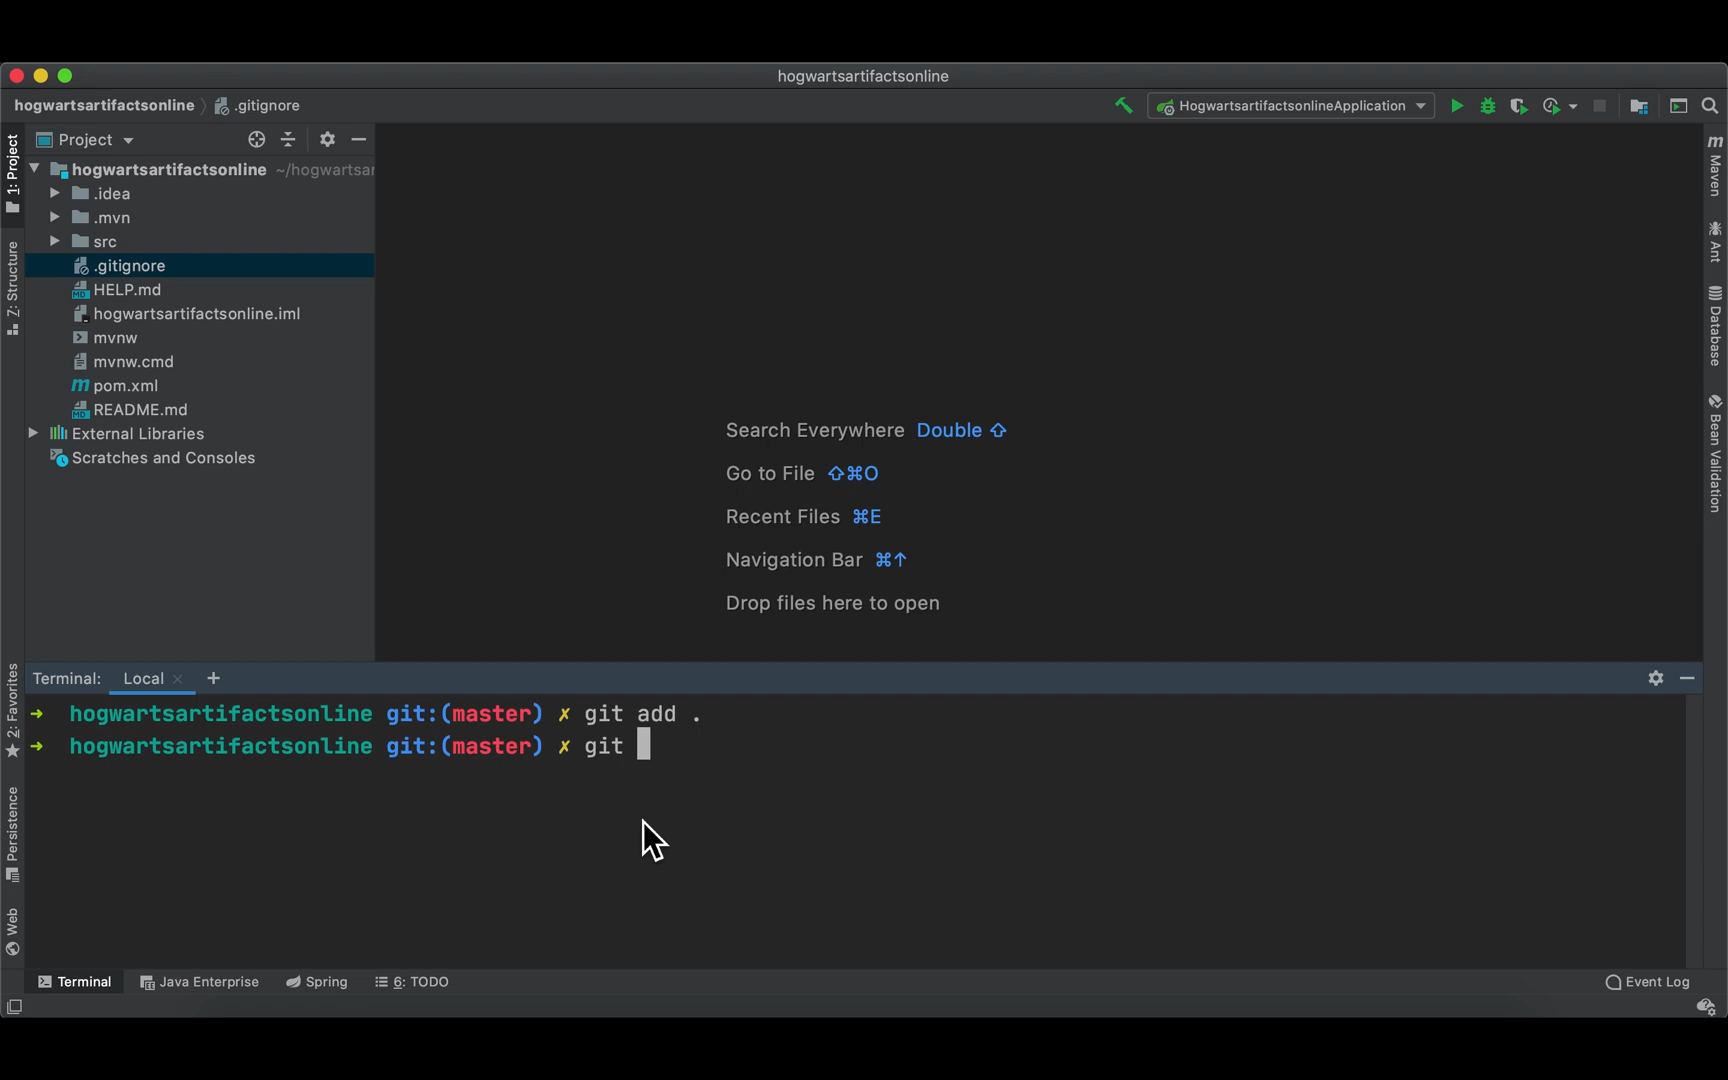 hogwartsartifactsonline
hogwartsartifactsonline .gitignore
HogwartsartifactsonlineApplication
Project
hogwartsartifactsonline ~/hogwartsar
.idea
.mvn
src
.gitignore
HELP.md
hogwartsartifactsonline.iml
mvnw
mvnw.cmd
pom.xml
README.md
External Libraries
Scratches and Consoles
1: Project
Z: Structure
2: Favorites
Persistence
Web
Search Everywhere Double ⇧
Go to File ⇧⌘O
Recent Files ⌘E
Navigation Bar ⌘↑
Drop files here to open
Maven
Ant
Database
Bean Validation
Terminal: Local × +
→ hogwartsartifactsonline git:(master) ✗ git add .
→ hogwartsartifactsonline git:(master) ✗ git
Terminal Java Enterprise Spring 6: TODO Event Log